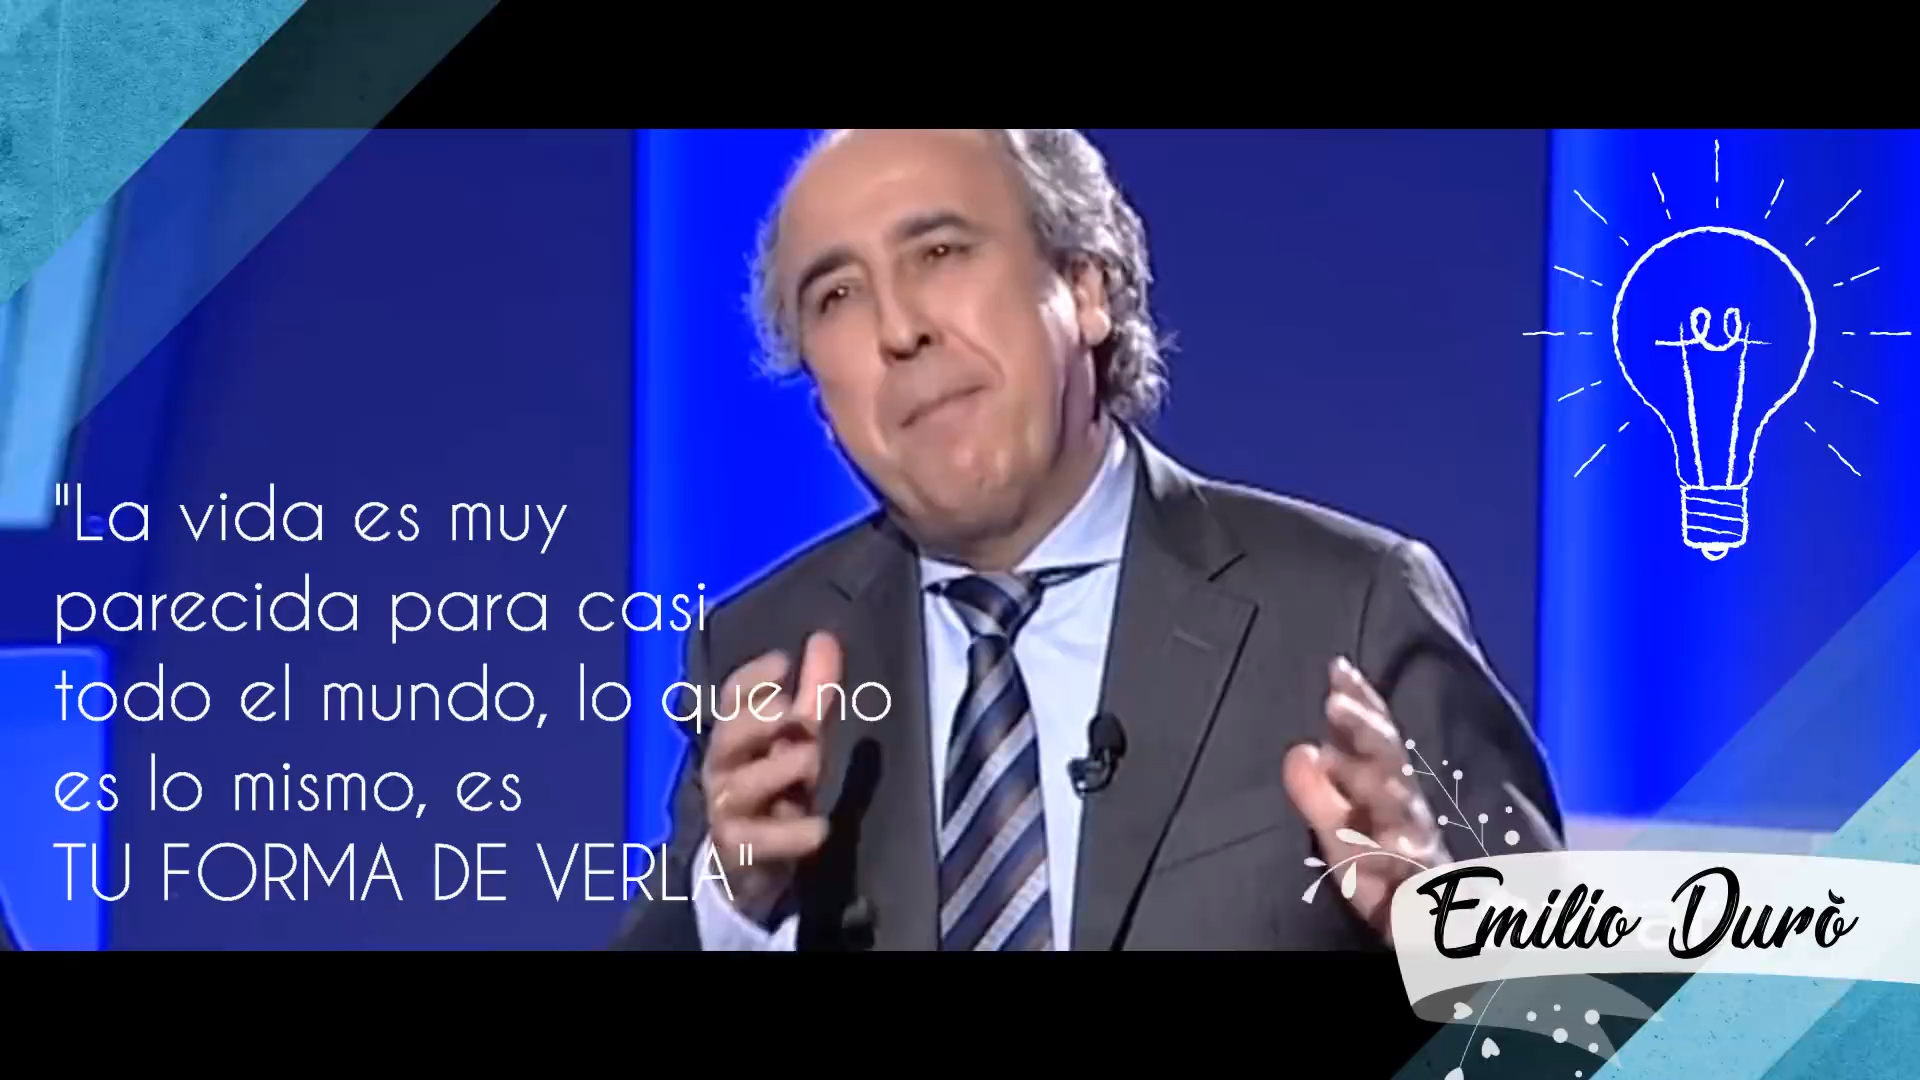 "La vida es muy
parecida para casi
todo el mundo, lo que no
es lo mismo, es
TU FORMA DE VERLA"
Emilio Durò